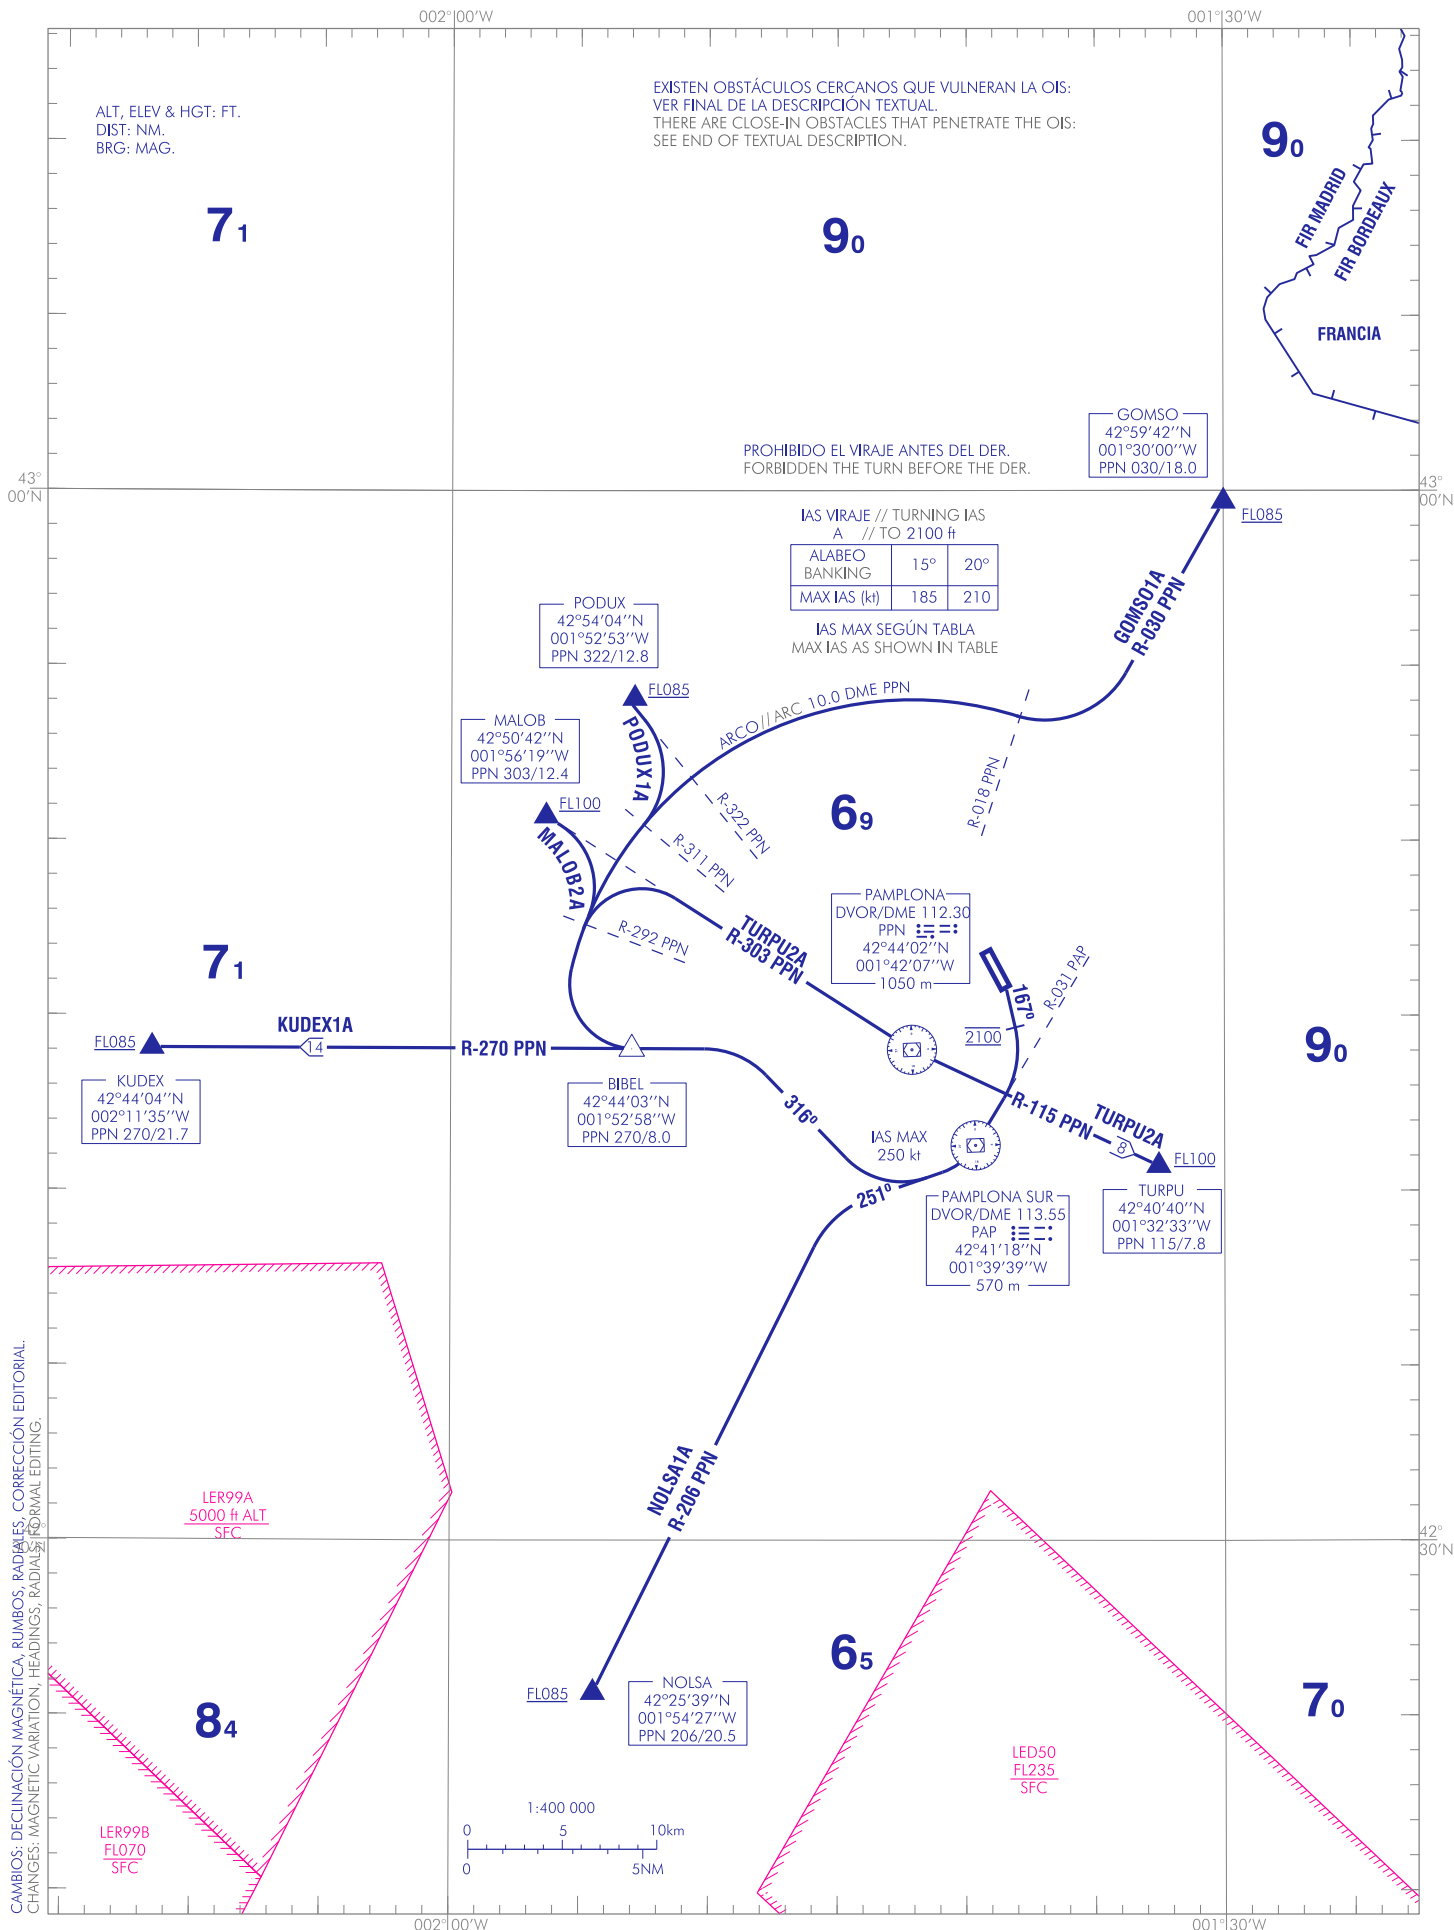 002°00'W
001°30'W
ALT, ELEV & HGT: FT.
DIST: NM.
BRG: MAG.
EXISTEN OBSTÁCULOS CERCANOS QUE VULNERAN LA OIS:
VER FINAL DE LA DESCRIPCIÓN TEXTUAL.
THERE ARE CLOSE-IN OBSTACLES THAT PENETRATE THE OIS:
SEE END OF TEXTUAL DESCRIPTION.
90
71
90
FIR MADRID
FIR BORDEAUX
FRANCIA
GOMSO
42°59'42''N
001°30'00''W
PPN 030/18.0
PROHIBIDO EL VIRAJE ANTES DEL DER.
FORBIDDEN THE TURN BEFORE THE DER.
43°
00'N
43°
00'N
FL085
IAS VIRAJE // TURNING IAS
A // TO 2100 ft
ALABEO
BANKING
15°
20°
MAX IAS (kt)
185
210
IAS MAX SEGÚN TABLA
MAX IAS AS SHOWN IN TABLE
GOMSO1A
R-030 PPN
PODUX
42°54'04''N
001°52'53''W
PPN 322/12.8
FL085
PODUX1A
ARCO//ARC 10.0 DME PPN
MALOB
42°50'42''N
001°56'19''W
PPN 303/12.4
FL100
MALOB2A
R-018 PPN
R-322 PPN
R-311 PPN
R-292 PPN
69
TURPU2A
R-303 PPN
PAMPLONA
DVOR/DME 112.30
PPN
42°44'02''N
001°42'07''W
1050 m
167º
R-031 PAP
2100
71
90
KUDEX1A
FL085
14
R-270 PPN
KUDEX
42°44'04''N
002°11'35''W
PPN 270/21.7
BIBEL
42°44'03''N
001°52'58''W
PPN 270/8.0
316º
IAS MAX
250 kt
R-115 PPN
TURPU2A
8
FL100
TURPU
42°40'40''N
001°32'33''W
PPN 115/7.8
251º
PAMPLONA SUR
DVOR/DME 113.55
PAP
42°41'18''N
001°39'39''W
570 m
NOLSA1A
R-206 PPN
LER99A
5000 ft ALT
SFC
42°
30'N
65
84
70
FL085
NOLSA
42°25'39''N
001°54'27''W
PPN 206/20.5
LED50
FL235
SFC
LER99B
FL070
SFC
1:400 000
0 5 10km
0 5NM
CAMBIOS: DECLINACIÓN MAGNÉTICA, RUMBOS, RADIALES, CORRECCIÓN EDITORIAL.
CHANGES: MAGNETIC VARIATION, HEADINGS, RADIALS, FORMAL EDITING.
002°00'W
001°30'W